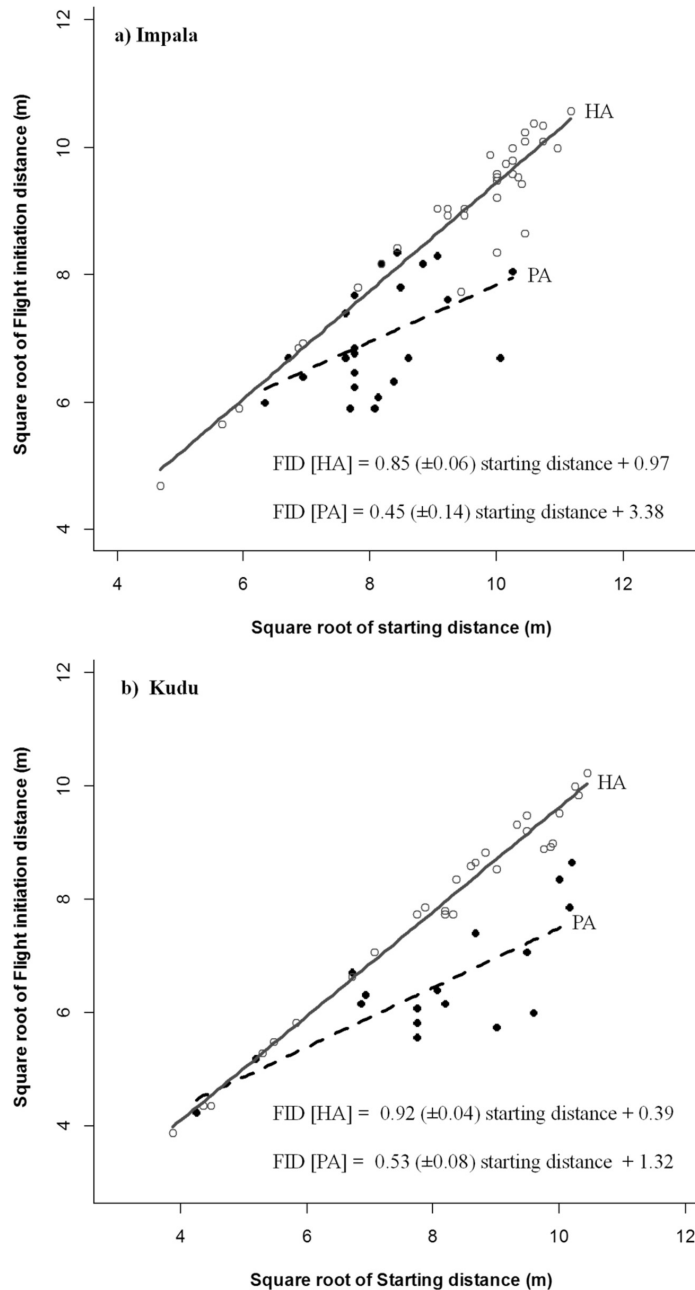 a) Impala
Square root of Flight initiation distance (m)
12
10
8
6
4
HA
PA
FID [HA] = 0.85 (±0.06) starting distance + 0.97
FID [PA] = 0.45 (±0.14) starting distance + 3.38
4 6 8 10 12
Square root of starting distance (m)
b) Kudu
Square root of Flight initiation distance (m)
12
10
8
6
4
HA
PA
FID [HA] = 0.92 (±0.04) starting distance + 0.39
FID [PA] = 0.53 (±0.08) starting distance + 1.32
4 6 8 10 12
Square root of Starting distance (m)